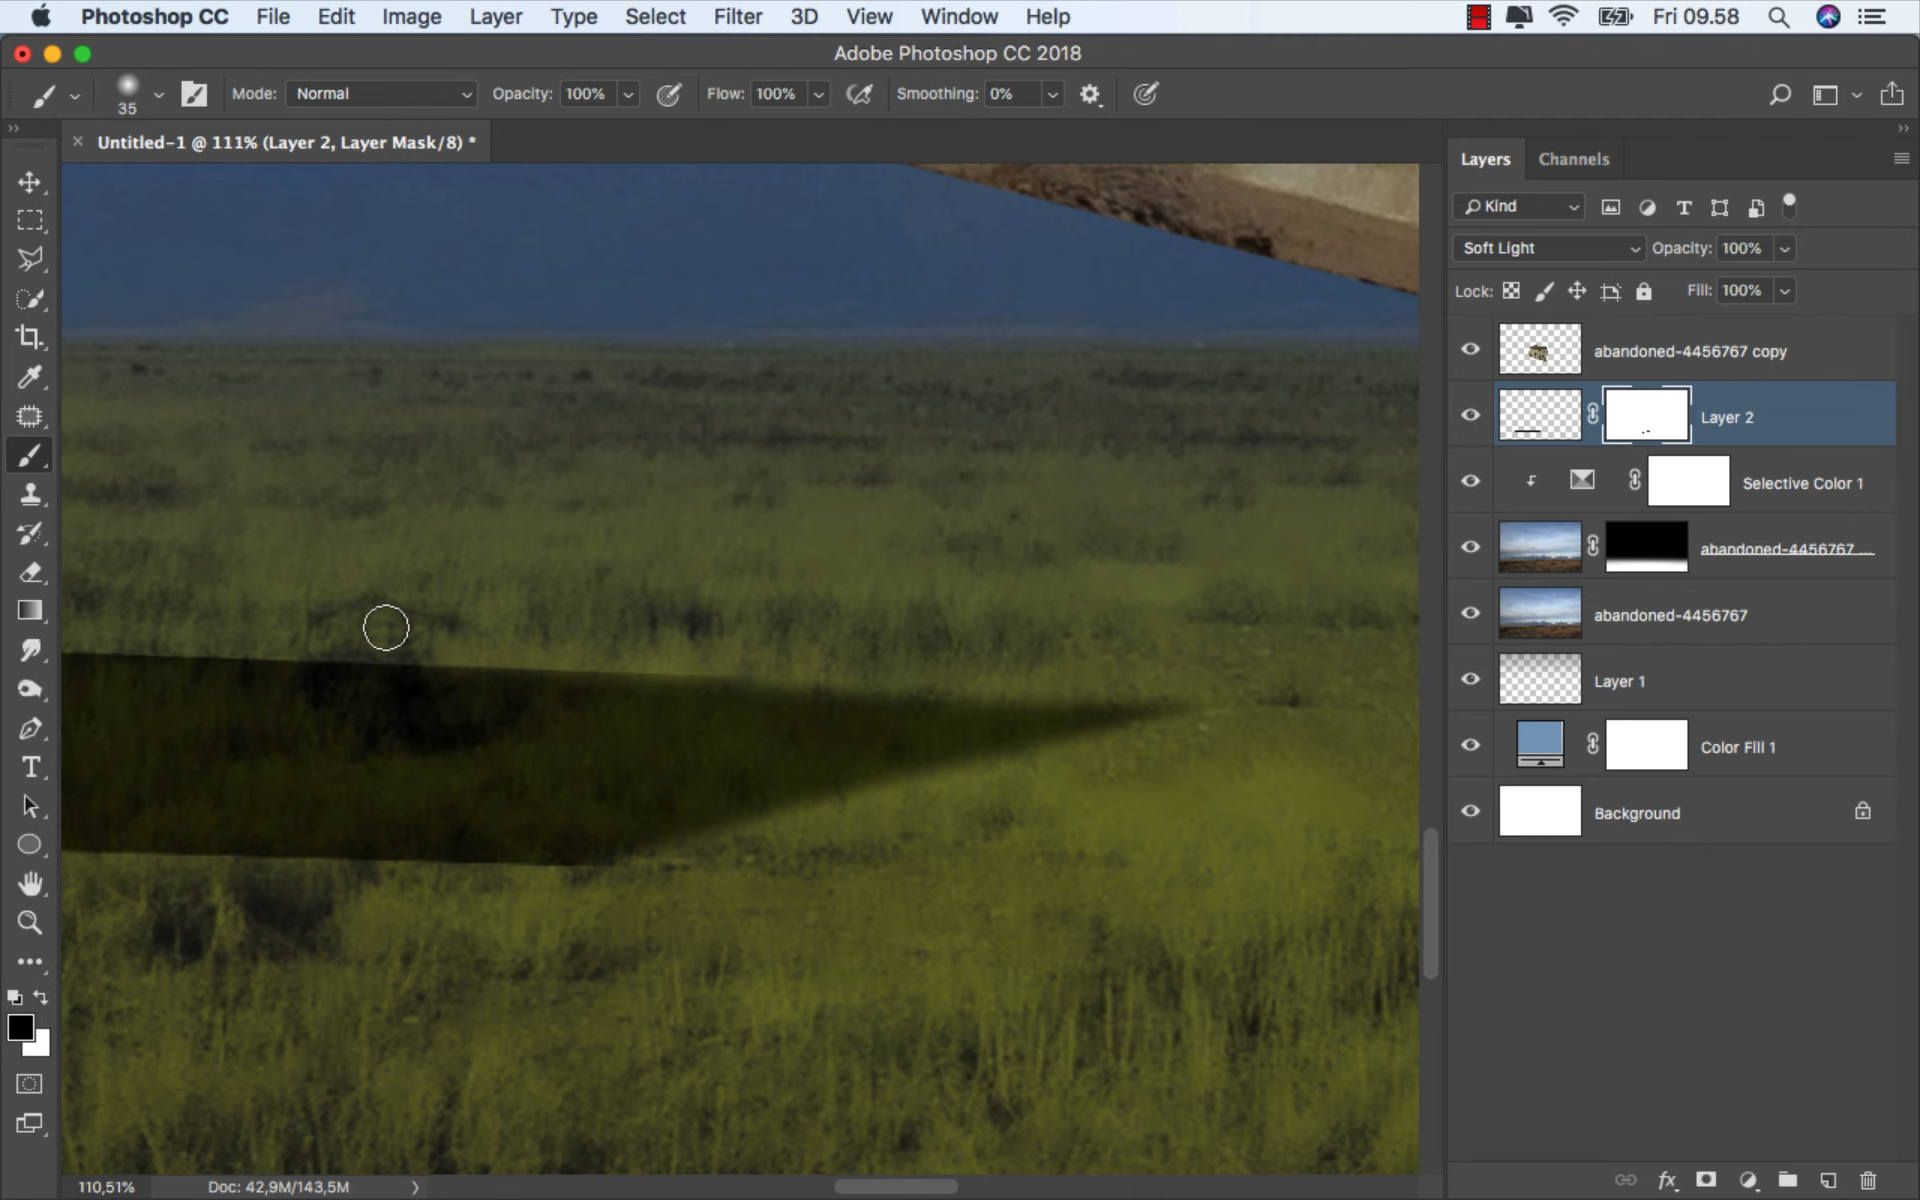 Photoshop CC File Edit Image Layer Type Select Filter 3D View Window Help Fri 09.58
Adobe Photoshop CC 2018
35 Mode: Normal Opacity: 100% Flow: 100% Smoothing: 0%
Untitled-1 @ 111% (Layer 2, Layer Mask/8) *
Layers Channels
Kind
Soft Light Opacity: 100%
Lock: Fill: 100%
abandoned-4456767 copy
Layer 2
Selective Color 1
abandoned-4456767 ...
abandoned-4456767
Layer 1
Color Fill 1
Background
110,51% Doc: 42,9M/143,5M